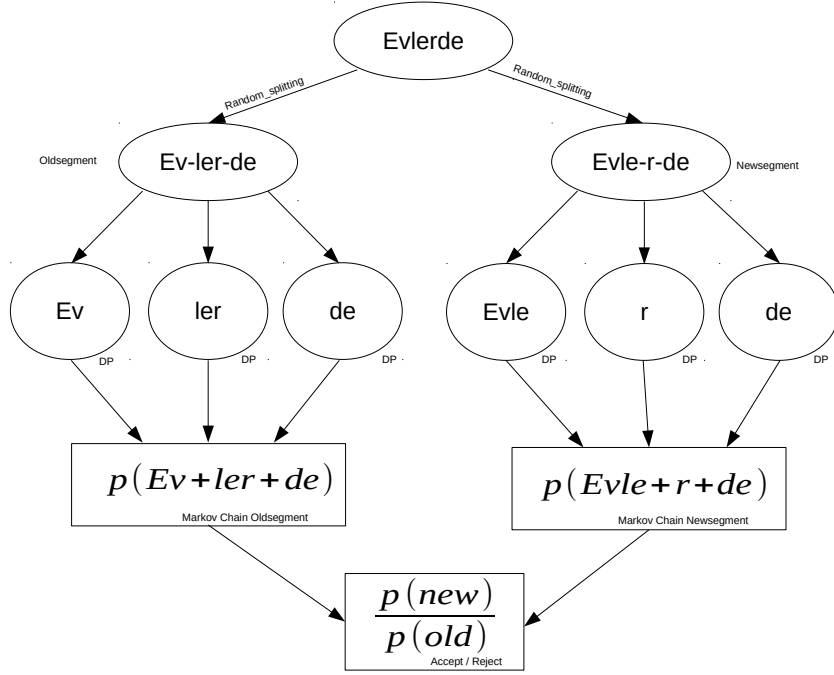 Evlerde
Random_splitting
Random_splitting
Oldsegment
Ev-ler-de
Evle-r-de
Newsegment
Ev
ler
de
Evle
r
de
DP
DP
DP
DP
DP
DP
p(Ev+ler+de)
Markov Chain Oldsegment
p(Evle+r+de)
Markov Chain Newsegment
p(new)
p(old)
Accept / Reject